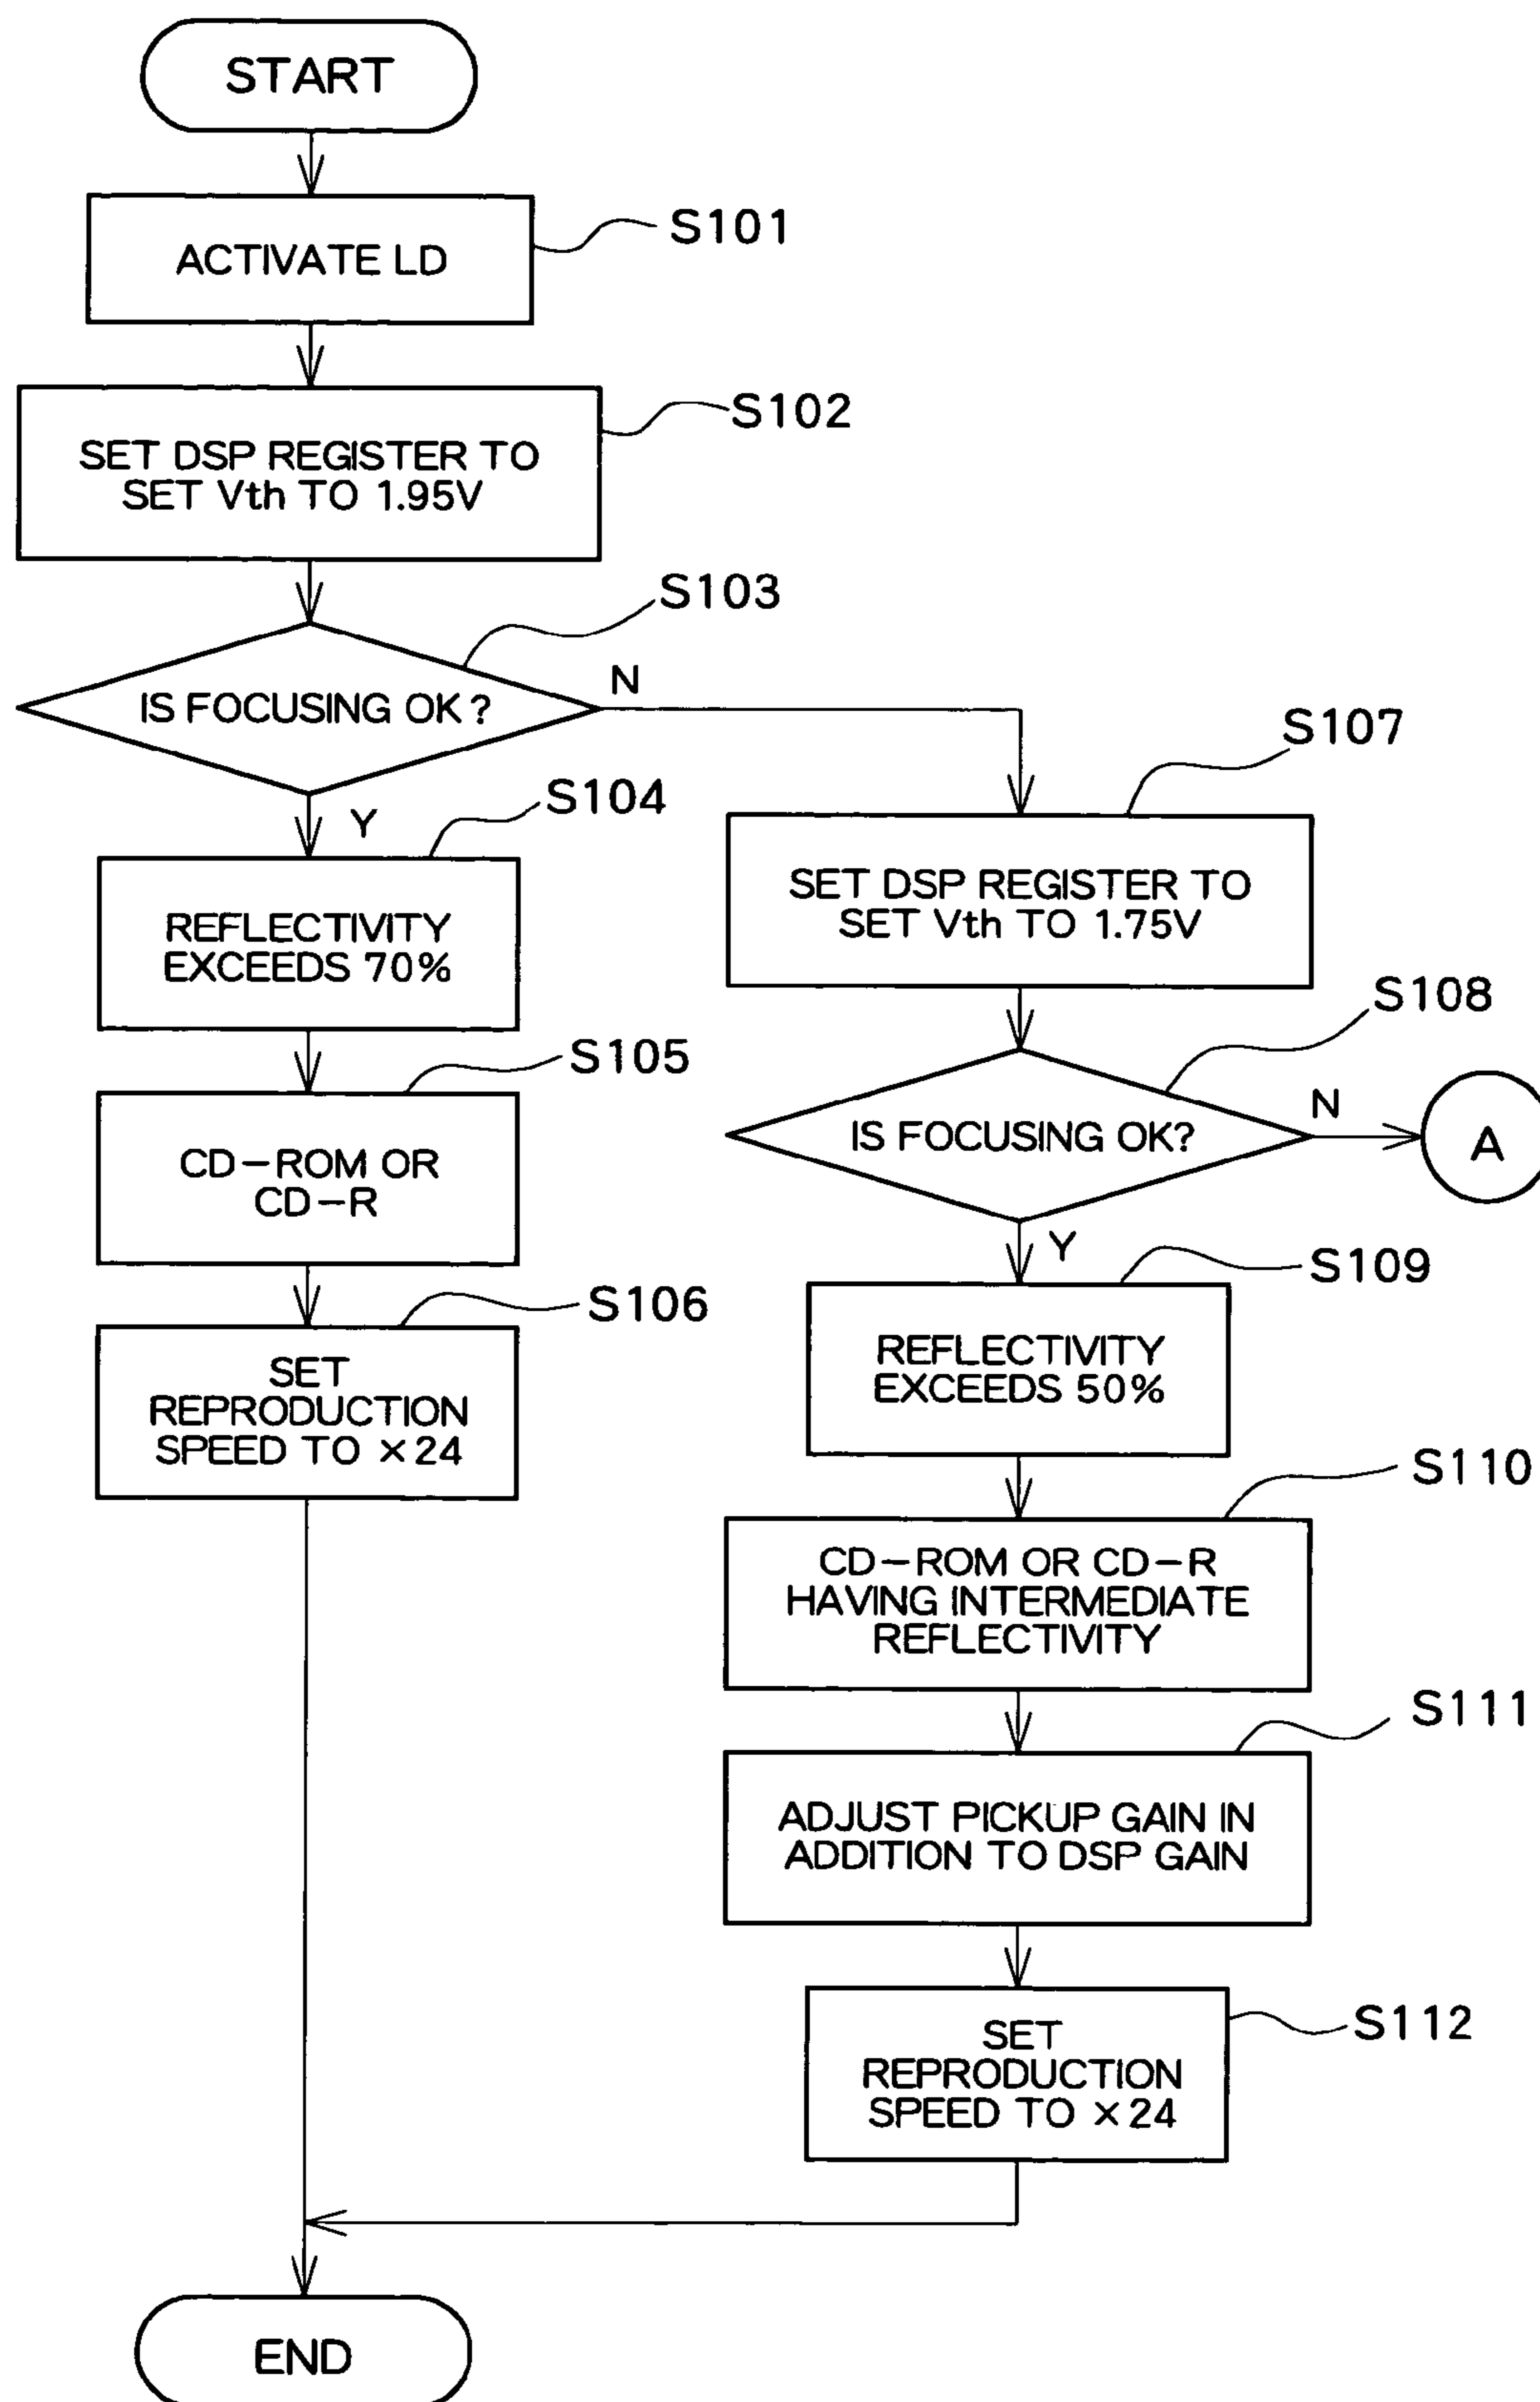 START
ACTIVATE LD
S101
SET DSP REGISTER TO
SET Vth TO 1.95V
S102
IS FOCUSING OK?
S103
N
Y
REFLECTIVITY
EXCEEDS 70%
S104
CD-ROM OR
CD-R
S105
SET
REPRODUCTION
SPEED TO ×24
S106
SET DSP REGISTER TO
SET Vth TO 1.75V
S107
IS FOCUSING OK?
S108
N
A
Y
REFLECTIVITY
EXCEEDS 50%
S109
CD-ROM OR CD-R
HAVING INTERMEDIATE
REFLECTIVITY
S110
ADJUST PICKUP GAIN IN
ADDITION TO DSP GAIN
S111
SET
REPRODUCTION
SPEED TO ×24
S112
END